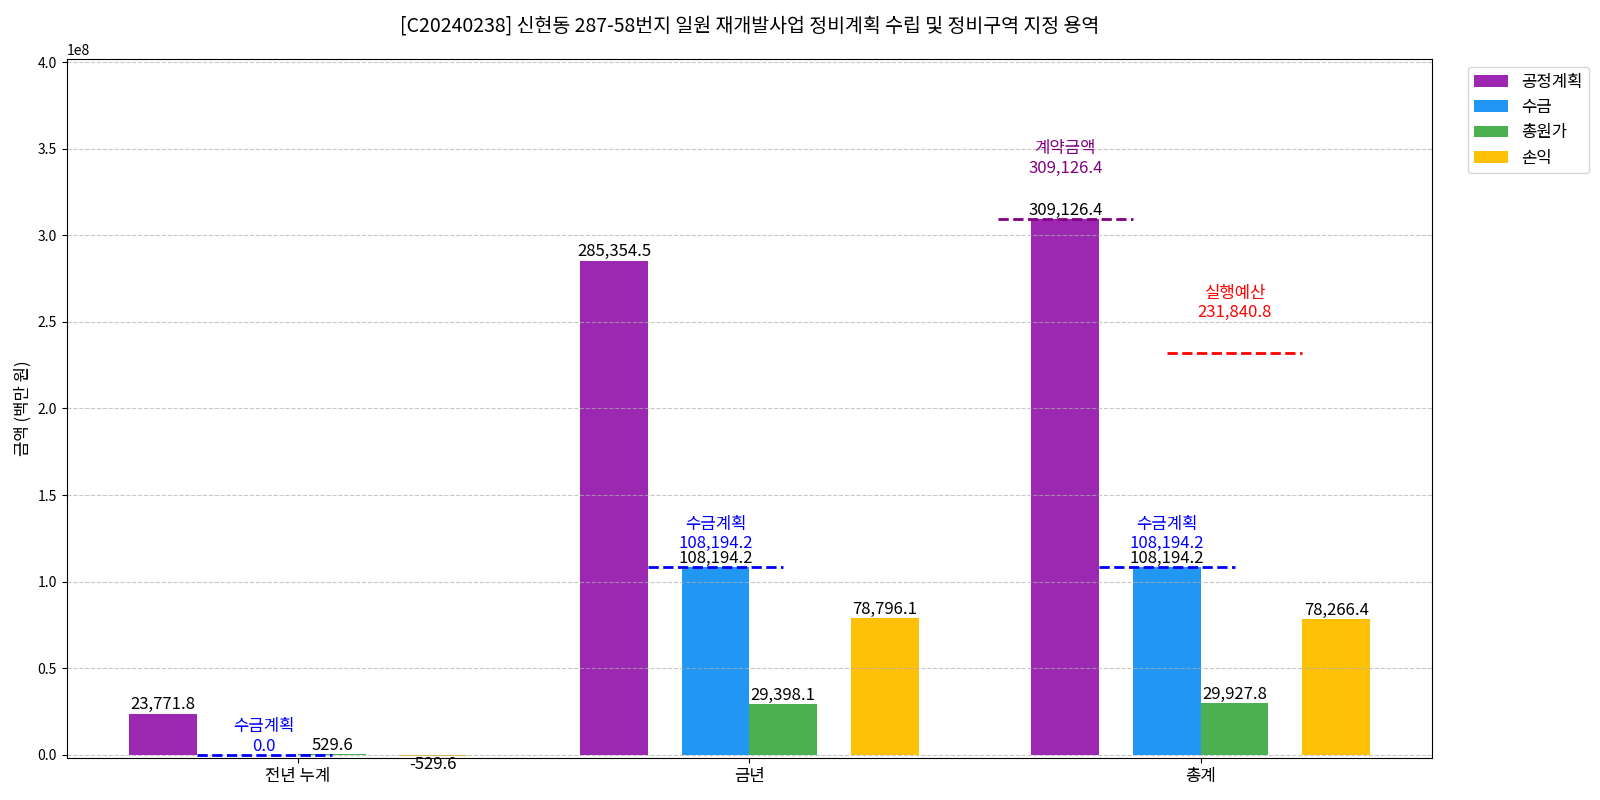 [C20240238] 신현동 287-58번지 일원 재개발사업 정비계획 수립 및 정비구역 지정 용역
1e8
4.0
3.5
3.0
2.5
2.0
1.5
1.0
0.5
0.0
금액 (백만 원)
공정계획
수금
총원가
손익
계약금액
309,126.4
309,126.4
285,354.5
실행예산
231,840.8
수금계획
108,194.2
108,194.2
수금계획
108,194.2
108,194.2
78,796.1
78,266.4
29,398.1
29,927.8
23,771.8
수금계획
0.0
529.6
-529.6
전년 누계
금년
총계